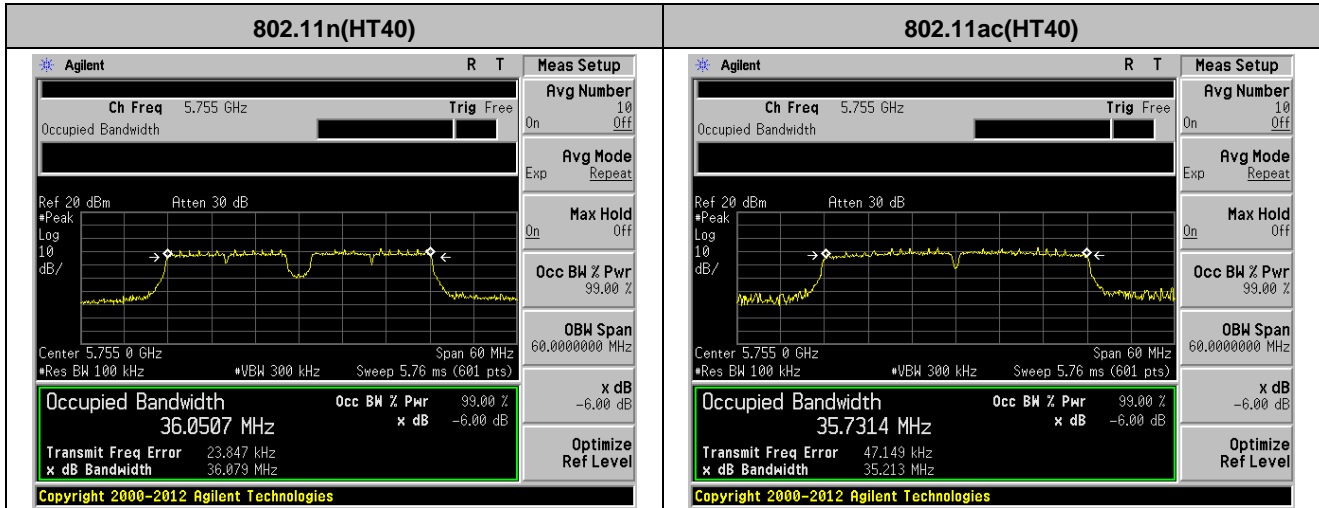 802.11n(HT40)
Agilent R T
Ch Freq 5.755 GHz Trig Free
Occupied Bandwidth
Ref 20 dBm Atten 30 dB
#Peak
Log
10
dB/
Center 5.755 0 GHz Span 60 MHz
#Res BW 100 kHz #VBW 300 kHz Sweep 5.76 ms (601 pts)
Occupied Bandwidth Occ BW % Pwr 99.00 %
36.0507 MHz x dB -6.00 dB
Transmit Freq Error 23.847 kHz
x dB Bandwidth 36.079 MHz
Copyright 2000-2012 Agilent Technologies
Meas Setup
Avg Number
10
On Off
Avg Mode
Exp Repeat
Max Hold
On Off
Occ BW % Pwr
99.00 %
OBW Span
60.0000000 MHz
x dB
-6.00 dB
Optimize
Ref Level
802.11ac(HT40)
Agilent R T
Ch Freq 5.755 GHz Trig Free
Occupied Bandwidth
Ref 20 dBm Atten 30 dB
#Peak
Log
10
dB/
Center 5.755 0 GHz Span 60 MHz
#Res BW 100 kHz #VBW 300 kHz Sweep 5.76 ms (601 pts)
Occupied Bandwidth Occ BW % Pwr 99.00 %
35.7314 MHz x dB -6.00 dB
Transmit Freq Error 47.149 kHz
x dB Bandwidth 35.213 MHz
Copyright 2000-2012 Agilent Technologies
Meas Setup
Avg Number
10
On Off
Avg Mode
Exp Repeat
Max Hold
On Off
Occ BW % Pwr
99.00 %
OBW Span
60.0000000 MHz
x dB
-6.00 dB
Optimize
Ref Level